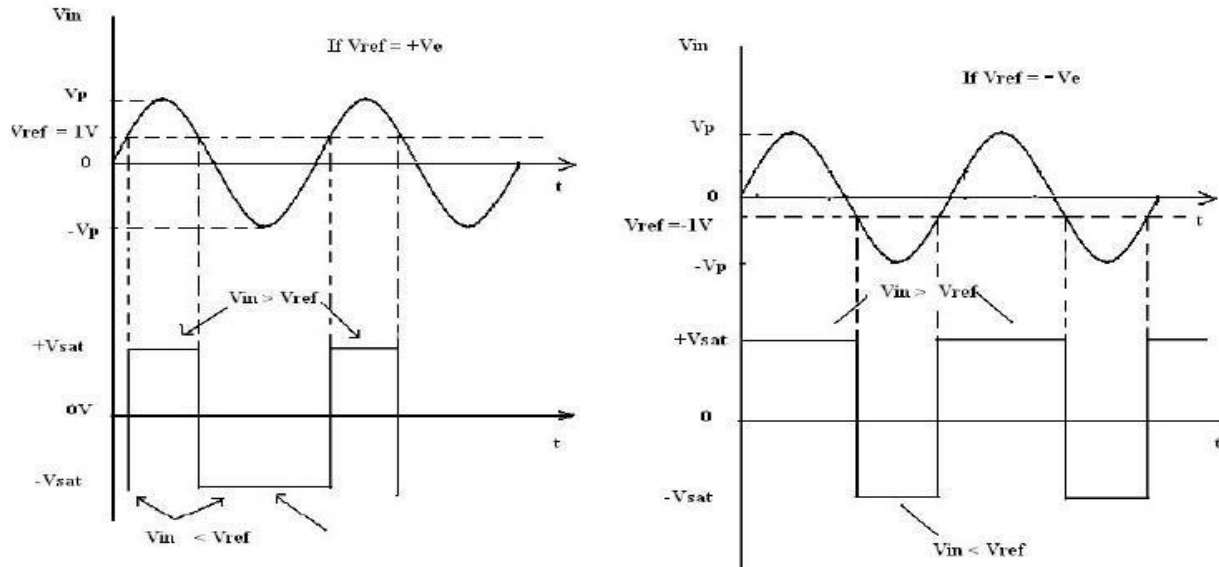 Vin
If Vref = +Ve
Vp
Vref = 1V
0
t
-Vp
Vin > Vref
+Vsat
0V
t
-Vsat
Vin < Vref
Vin
If Vref = -Ve
Vp
0
t
Vref =-1V
-Vp
Vin > Vref
+Vsat
0
t
-Vsat
Vin < Vref